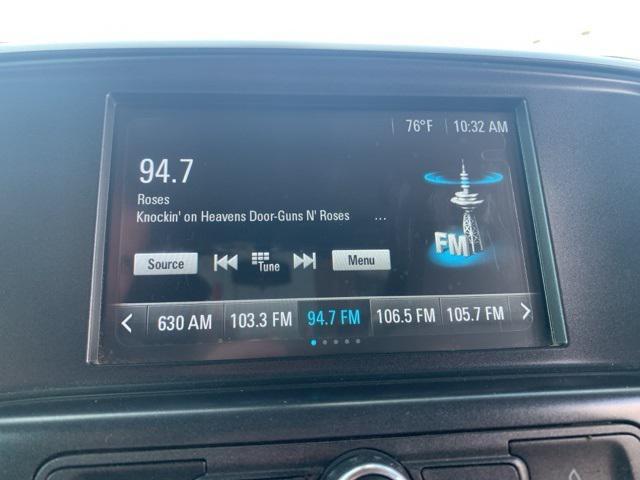 76°F 10:32 AM
94.7
Roses
Knockin' on Heavens Door-Guns N' Roses ...
FM
Source Tune Menu
630 AM 103.3 FM 94.7 FM 106.5 FM 105.7 FM